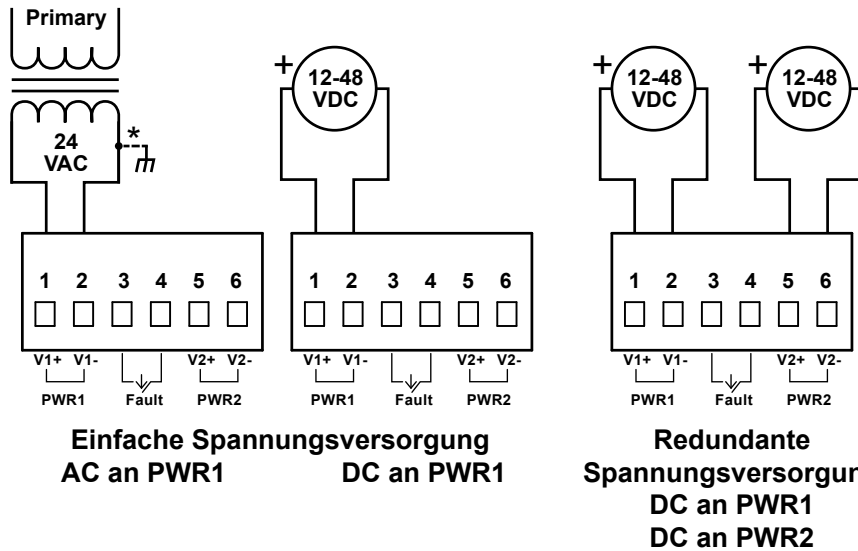 Primary
24
VAC
*
1 2 3 4 5 6
V1+ V1- V2+ V2-
PWR1 Fault PWR2
+
12-48
VDC
1 2 3 4 5 6
V1+ V1- V2+ V2-
PWR1 Fault PWR2
Einfache Spannungsversorgung
AC an PWR1 DC an PWR1
+
12-48
VDC
+
12-48
VDC
1 2 3 4 5 6
V1+ V1- V2+ V2-
PWR1 Fault PWR2
Redundante
Spannungsversorgun
DC an PWR1
DC an PWR2